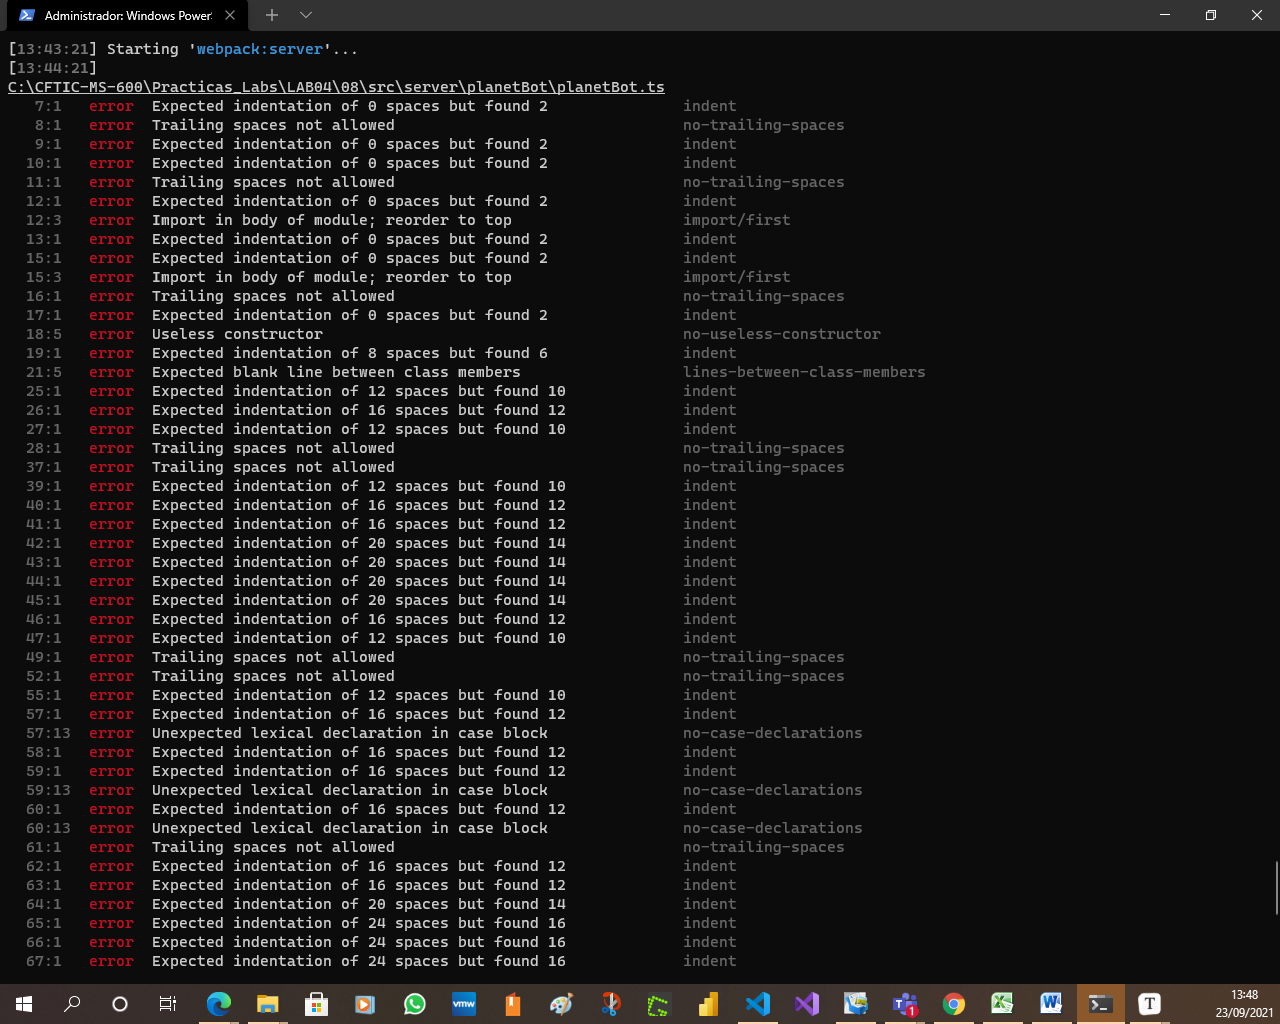 Administrador: Windows Power
[13:43:21] Starting 'webpack:server'...
[13:44:21]
C:\CFTIC-MS-600\Practicas_Labs\LAB04\08\src\server\planetBot\planetBot.ts
7:1 error Expected indentation of 0 spaces but found 2 indent
8:1 error Trailing spaces not allowed no-trailing-spaces
9:1 error Expected indentation of 0 spaces but found 2 indent
10:1 error Expected indentation of 0 spaces but found 2 indent
11:1 error Trailing spaces not allowed no-trailing-spaces
12:1 error Expected indentation of 0 spaces but found 2 indent
12:3 error Import in body of module; reorder to top import/first
13:1 error Expected indentation of 0 spaces but found 2 indent
15:1 error Expected indentation of 0 spaces but found 2 indent
15:3 error Import in body of module; reorder to top import/first
16:1 error Trailing spaces not allowed no-trailing-spaces
17:1 error Expected indentation of 0 spaces but found 2 indent
18:5 error Useless constructor no-useless-constructor
19:1 error Expected indentation of 8 spaces but found 6 indent
21:5 error Expected blank line between class members lines-between-class-members
25:1 error Expected indentation of 12 spaces but found 10 indent
26:1 error Expected indentation of 16 spaces but found 12 indent
27:1 error Expected indentation of 12 spaces but found 10 indent
28:1 error Trailing spaces not allowed no-trailing-spaces
37:1 error Trailing spaces not allowed no-trailing-spaces
39:1 error Expected indentation of 12 spaces but found 10 indent
40:1 error Expected indentation of 16 spaces but found 12 indent
41:1 error Expected indentation of 16 spaces but found 12 indent
42:1 error Expected indentation of 20 spaces but found 14 indent
43:1 error Expected indentation of 20 spaces but found 14 indent
44:1 error Expected indentation of 20 spaces but found 14 indent
45:1 error Expected indentation of 20 spaces but found 14 indent
46:1 error Expected indentation of 16 spaces but found 12 indent
47:1 error Expected indentation of 12 spaces but found 10 indent
49:1 error Trailing spaces not allowed no-trailing-spaces
52:1 error Trailing spaces not allowed no-trailing-spaces
55:1 error Expected indentation of 12 spaces but found 10 indent
57:1 error Expected indentation of 16 spaces but found 12 indent
57:13 error Unexpected lexical declaration in case block no-case-declarations
58:1 error Expected indentation of 16 spaces but found 12 indent
59:1 error Expected indentation of 16 spaces but found 12 indent
59:13 error Unexpected lexical declaration in case block no-case-declarations
60:1 error Expected indentation of 16 spaces but found 12 indent
60:13 error Unexpected lexical declaration in case block no-case-declarations
61:1 error Trailing spaces not allowed no-trailing-spaces
62:1 error Expected indentation of 16 spaces but found 12 indent
63:1 error Expected indentation of 16 spaces but found 12 indent
64:1 error Expected indentation of 20 spaces but found 14 indent
65:1 error Expected indentation of 24 spaces but found 16 indent
66:1 error Expected indentation of 24 spaces but found 16 indent
67:1 error Expected indentation of 24 spaces but found 16 indent
vmw
1
T
13:48
23/09/2021